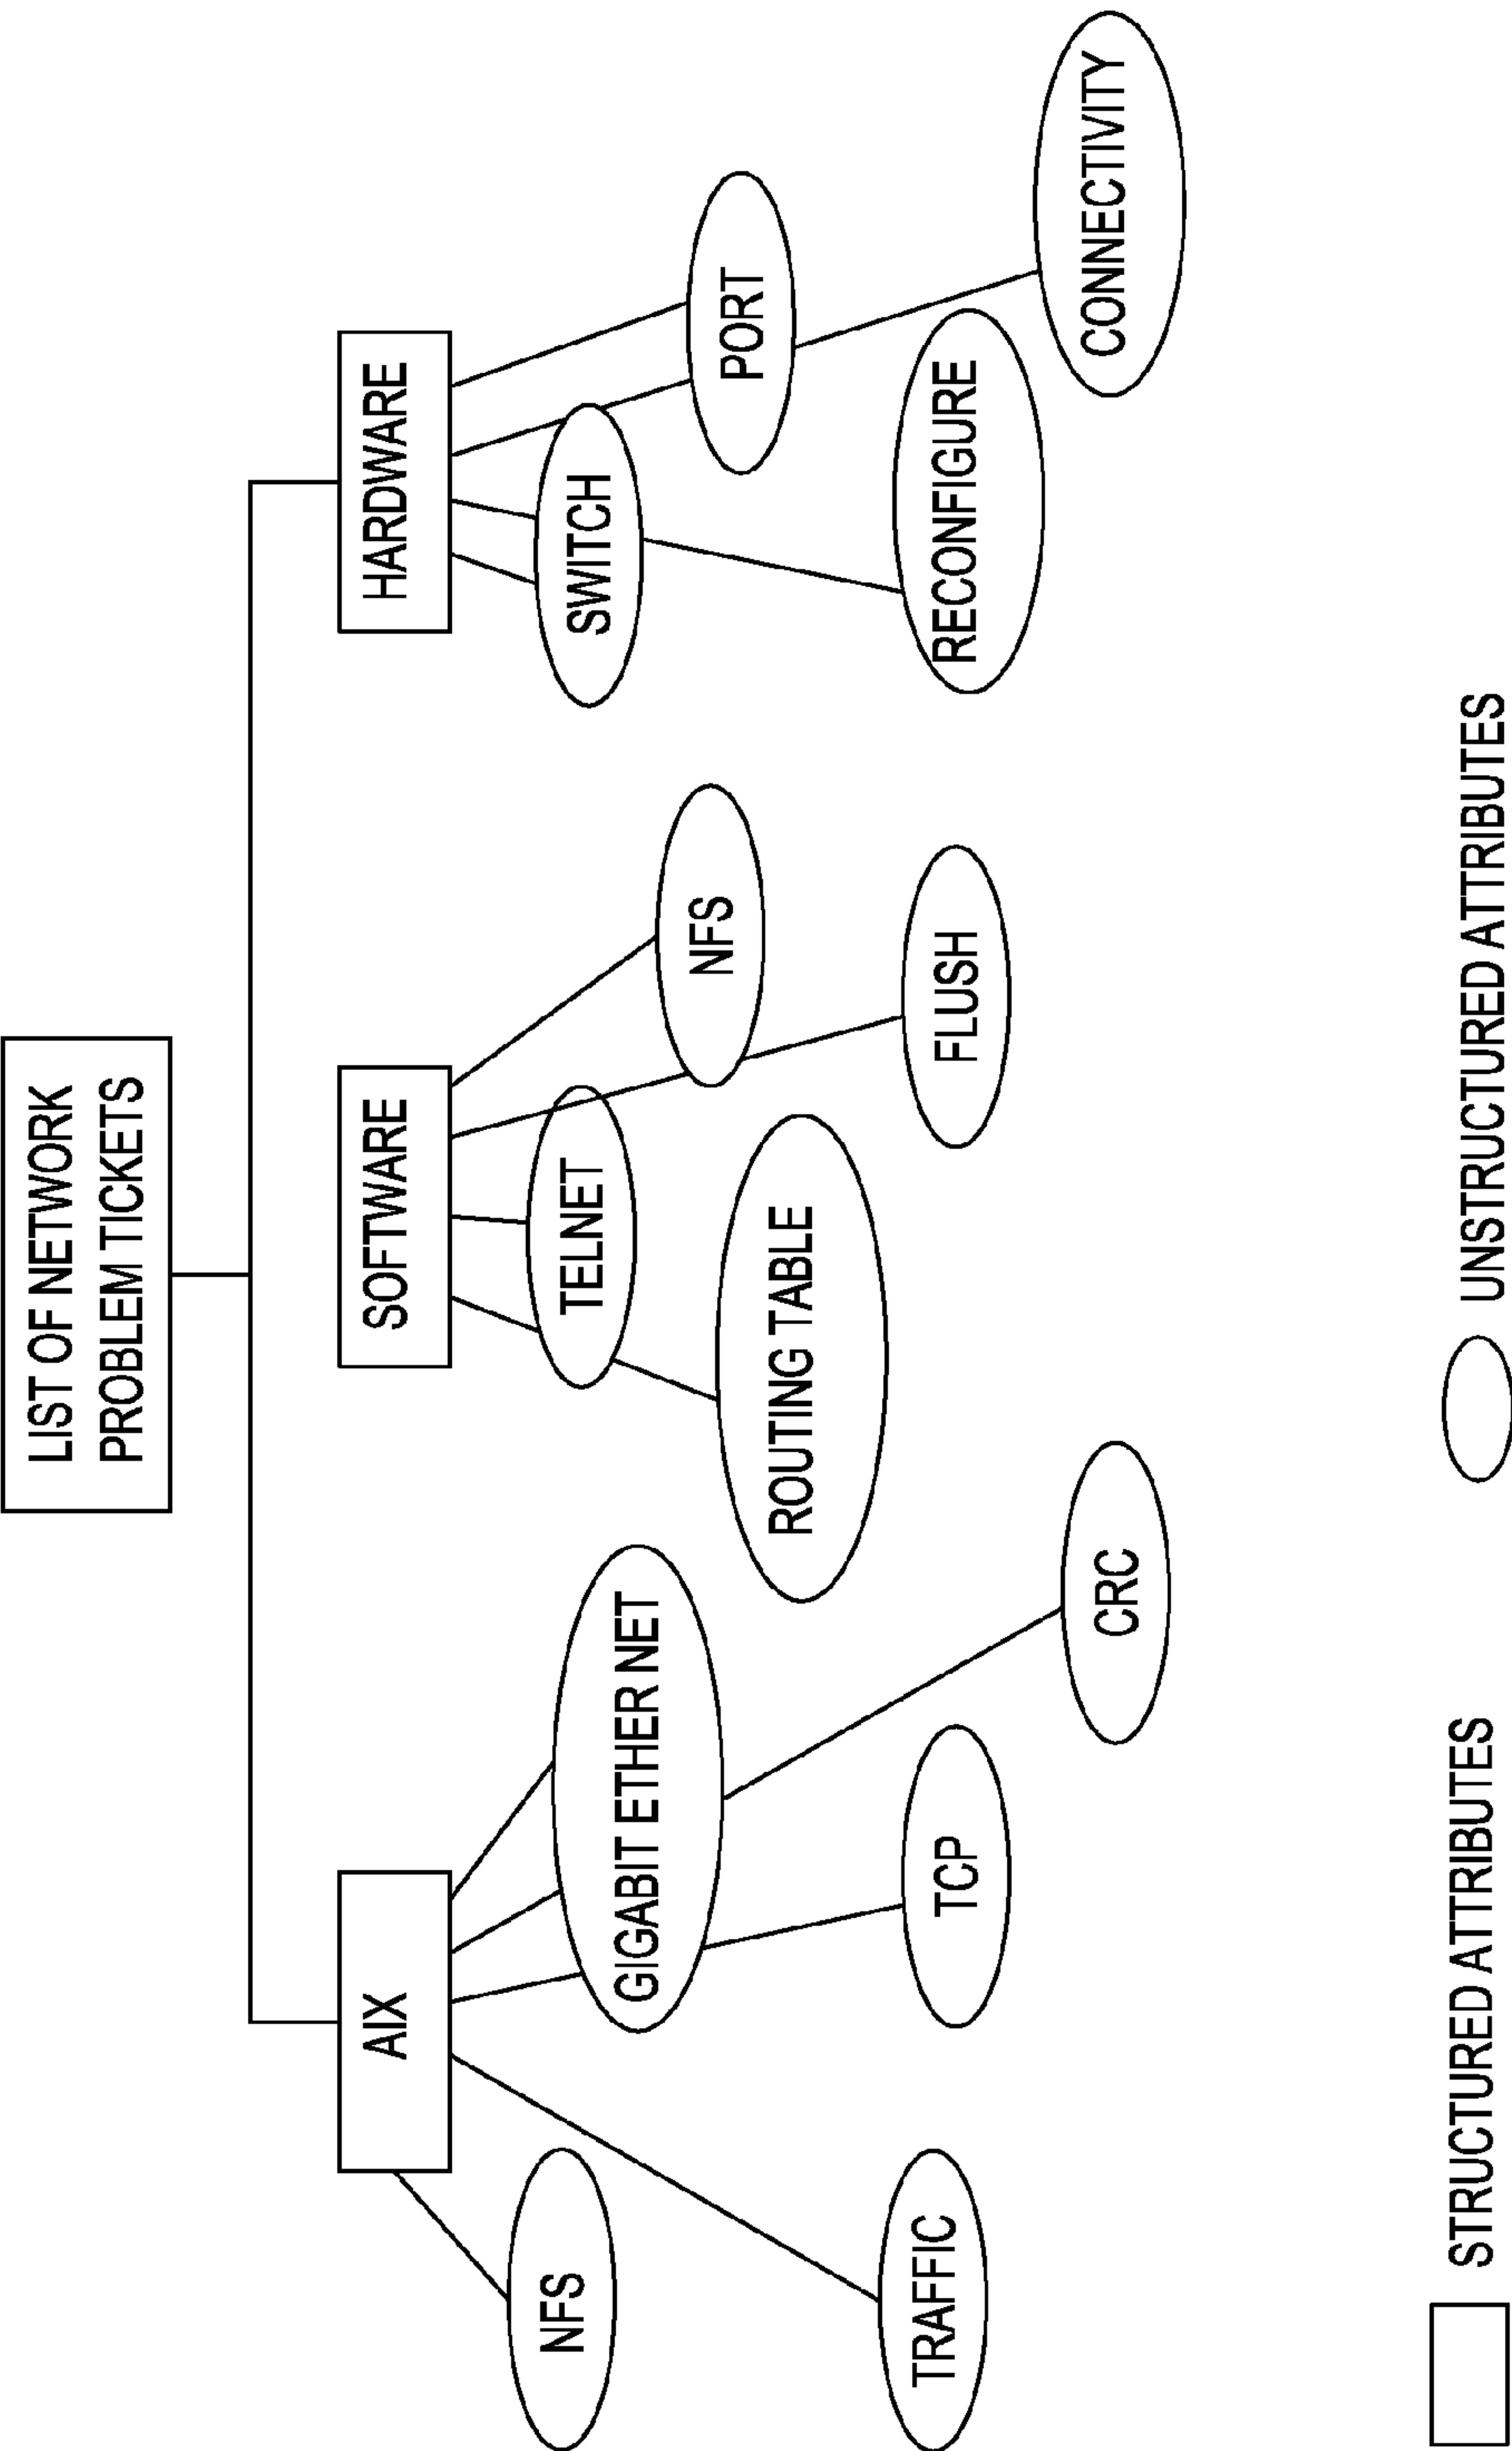 LIST OF NETWORK
PROBLEM TICKETS
AIX
SOFTWARE
HARDWARE
NFS
TRAFFIC
GIGABIT ETHER NET
TCP
CRC
TELNET
ROUTING TABLE
NFS
FLUSH
SWITCH
PORT
RECONFIGURE
CONNECTIVITY
STRUCTURED ATTRIBUTES
UNSTRUCTURED ATTRIBUTES